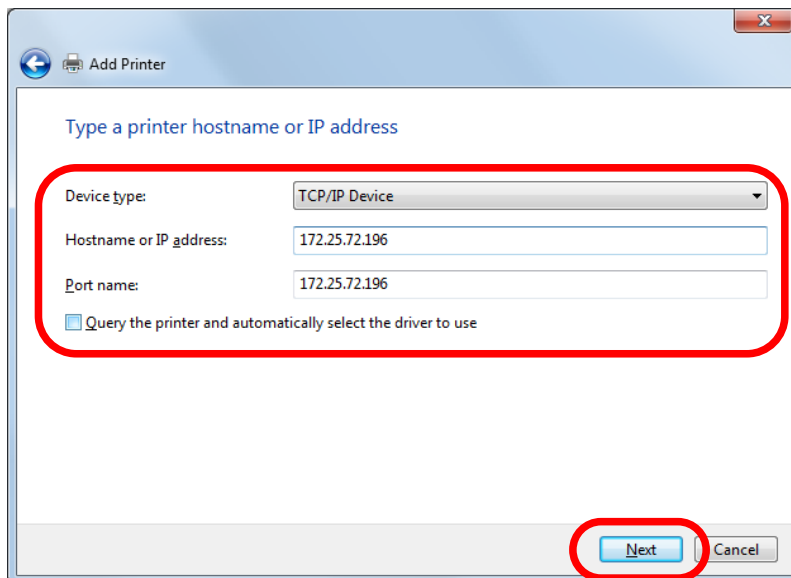 Add Printer
Type a printer hostname or IP address
Device type: TCP/IP Device
Hostname or IP address: 172.25.72.196
Port name: 172.25.72.196
Query the printer and automatically select the driver to use
Next Cancel